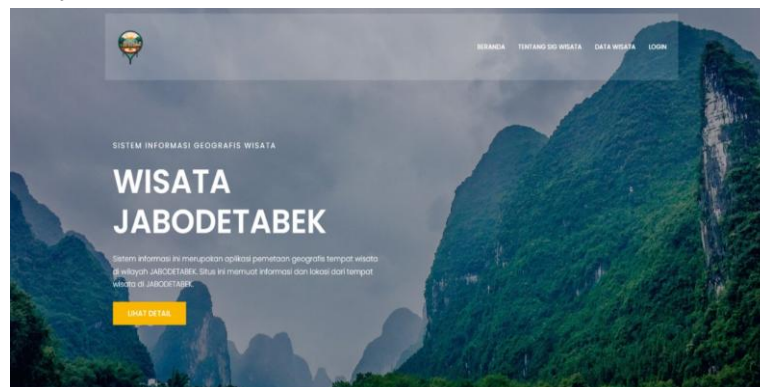 BERANDA TENTANG SIG WISATA DATA WISATA LOGIN
SISTEM INFORMASI GEOGRAFIS WISATA
WISATA
JABODETABEK
Sistem informasi ini merupakan aplikasi pemetaan geografis tempat wisata
di wilayah JABODETABEK. Situs ini memuat informasi dan lokasi dari tempat
wisata di JABODETABEK.
LIHAT DETAIL